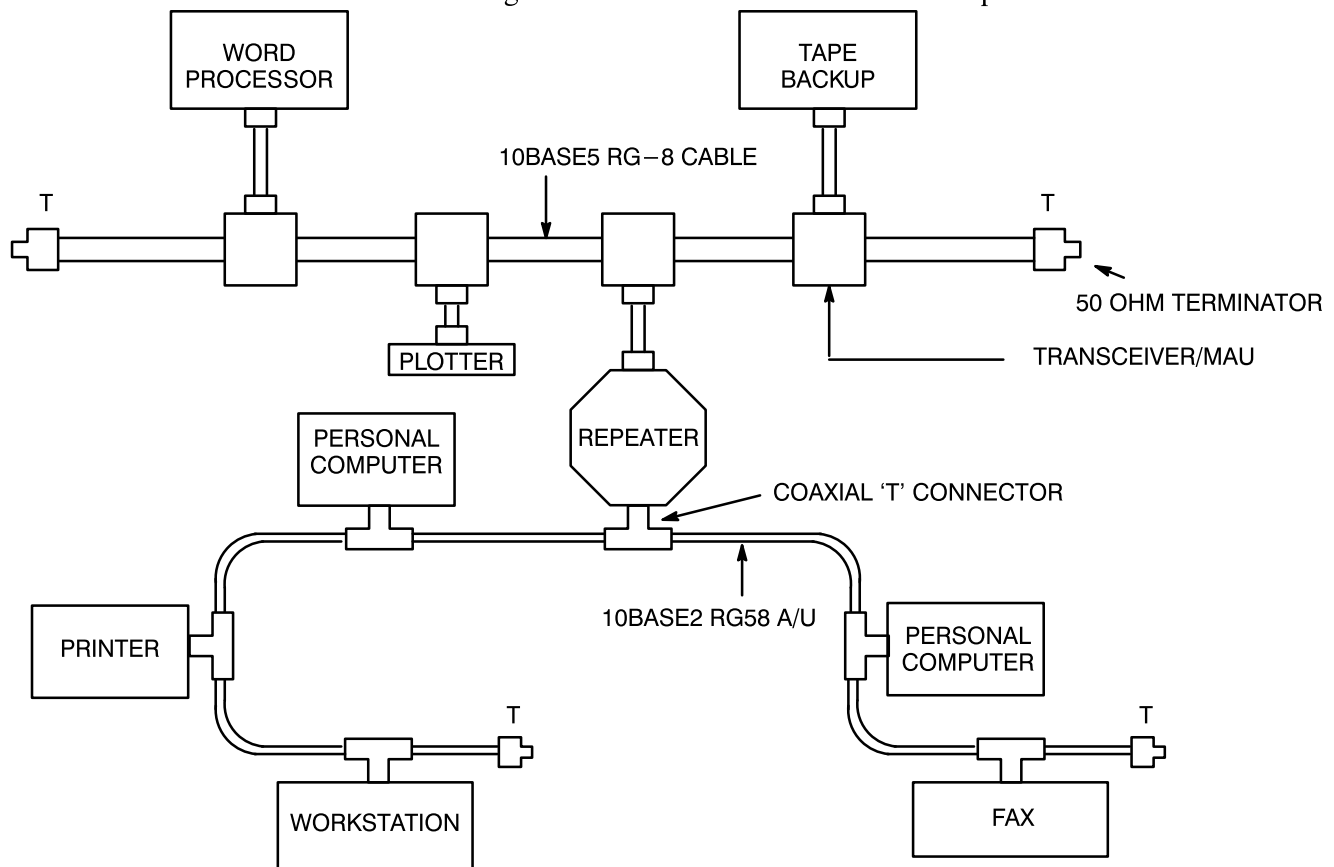 WORD
PROCESSOR
TAPE
BACKUP
10BASE5 RG−8 CABLE
T
T
50 OHM TERMINATOR
TRANSCEIVER/MAU
PLOTTER
PERSONAL
COMPUTER
REPEATER
COAXIAL ‘T’ CONNECTOR
10BASE2 RG58 A/U
PRINTER
PERSONAL
COMPUTER
T
T
WORKSTATION
FAX